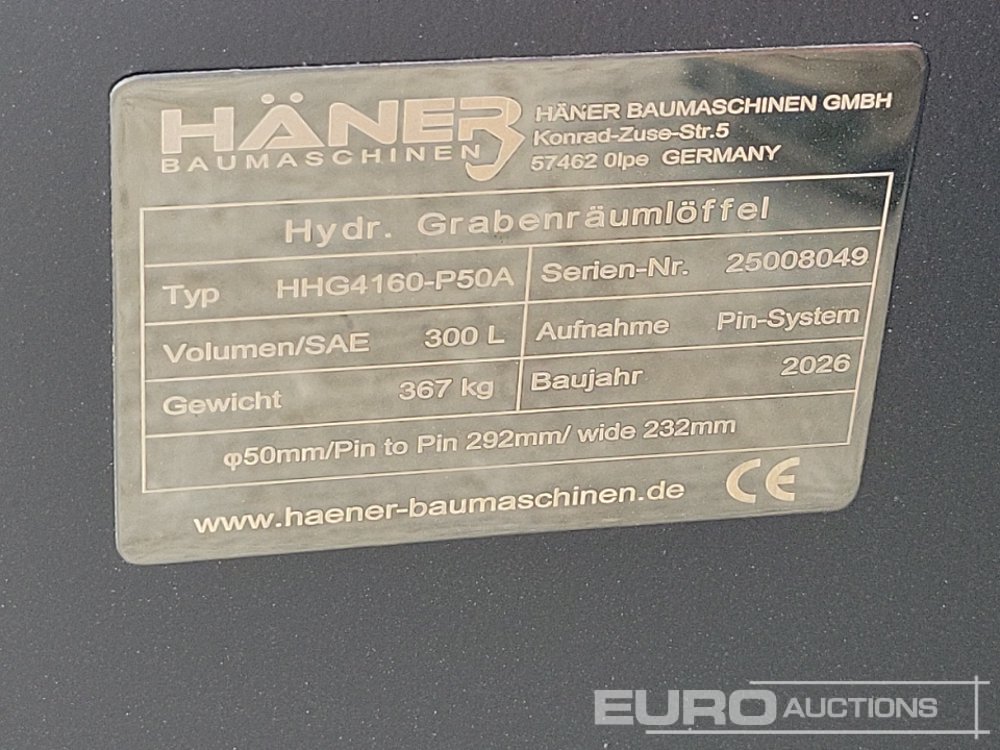 HÄNER
BAUMASCHINEN
HÄNER BAUMASCHINEN GMBH
Konrad-Zuse-Str.5
57462 Olpe GERMANY
Hydr. Grabenräumlöffel
Typ HHG4160-P50A Serien-Nr. 25008049
Volumen/SAE 300 L Aufnahme Pin-System
Gewicht 367 kg Baujahr 2026
φ50mm/Pin to Pin 292mm/ wide 232mm
www.haener-baumaschinen.de CE
EURO AUCTIONS